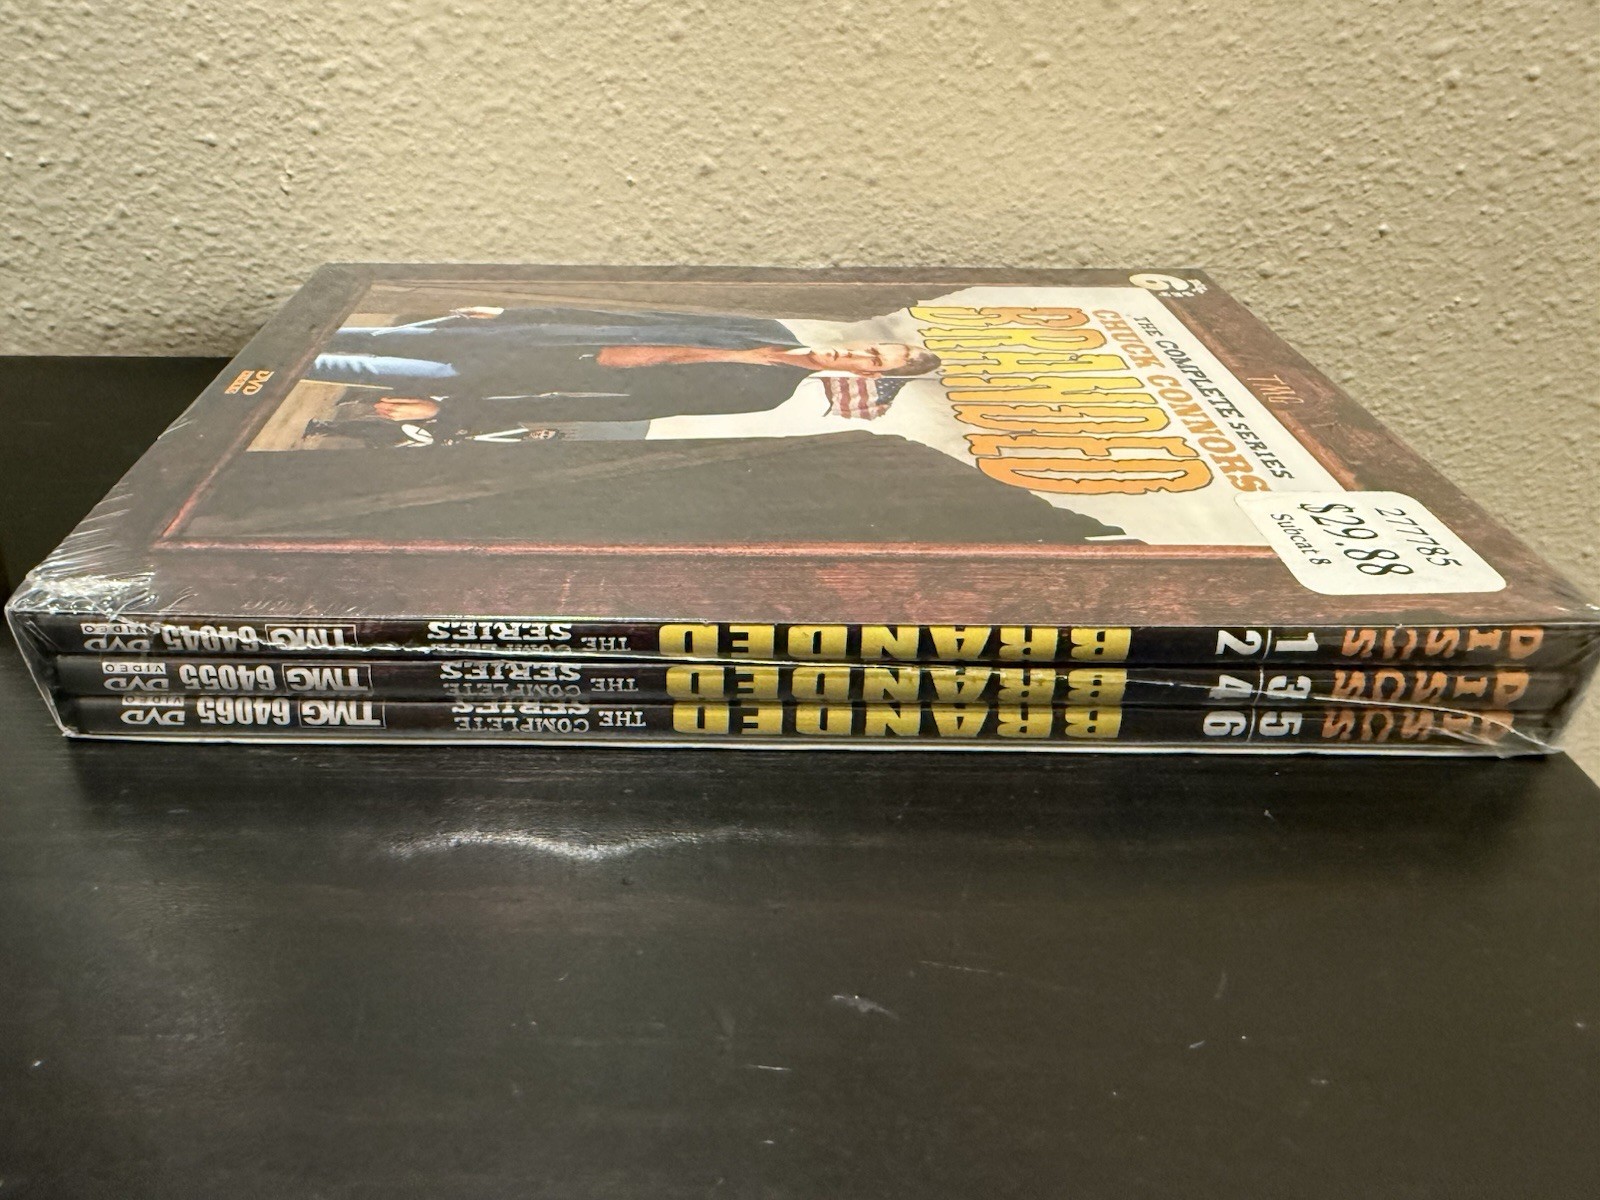 6
TMG
THE COMPLETE SERIES
CHUCK CONNORS
BRANDED
DVD
277785
$29.88
Subcat 8
DISCS 1 2 BRANDED THE COMPLETE SERIES TMG 64045 DVD VIDEO
DISCS 3 4 BRANDED THE COMPLETE SERIES TMG 64055 DVD VIDEO
DISCS 5 6 BRANDED THE COMPLETE SERIES TMG 64065 DVD VIDEO